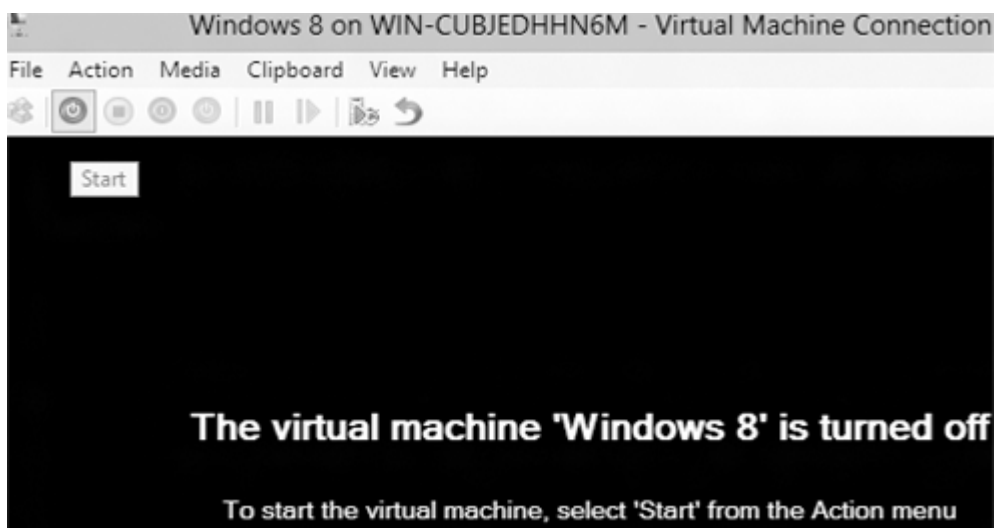 Windows 8 on WIN-CUBJEDHHN6M - Virtual Machine Connection
File Action Media Clipboard View Help
Start
The virtual machine 'Windows 8' is turned off
To start the virtual machine, select 'Start' from the Action menu